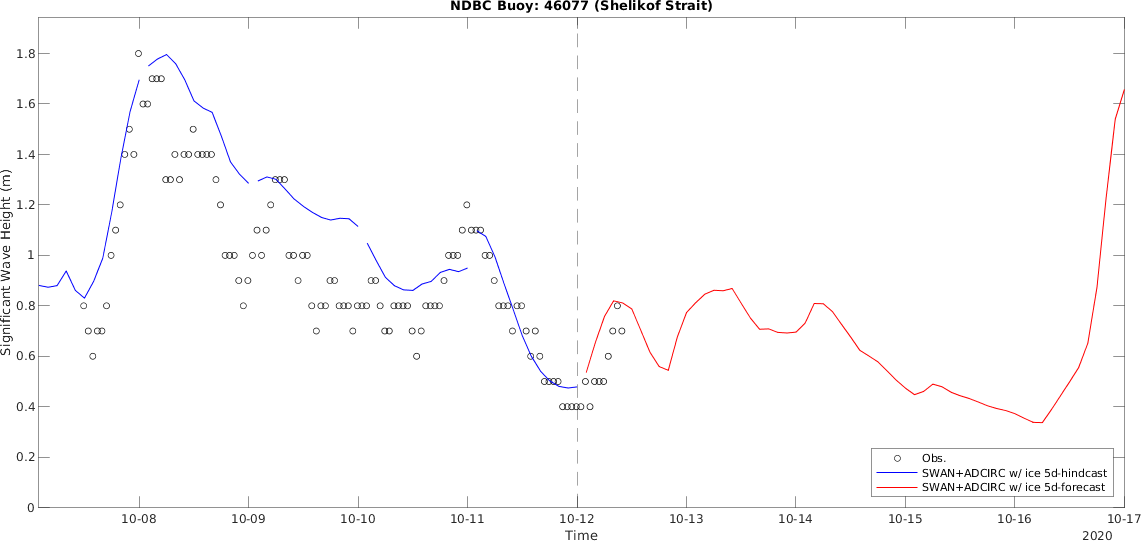 NDBC Buoy: 46077 (Shelikof Strait)
Significant Wave Height (m)
1.8
1.6
1.4
1.2
1
0.8
0.6
0.4
0.2
0
Obs.
SWAN+ADCIRC w/ ice 5d-hindcast
SWAN+ADCIRC w/ ice 5d-forecast
10-08 10-09 10-10 10-11 10-12 10-13 10-14 10-15 10-16 10-17
Time
2020